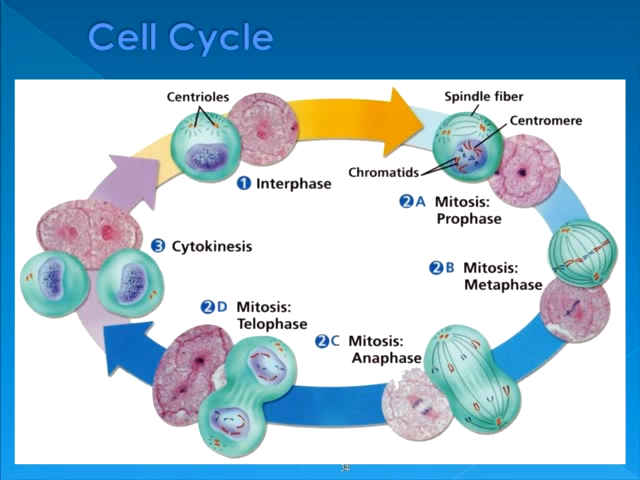 Cell Cycle
Centrioles
Spindle fiber
Centromere
Chromatids
1 Interphase
2A Mitosis:
Prophase
3 Cytokinesis
2B Mitosis:
Metaphase
2D Mitosis:
Telophase
2C Mitosis:
Anaphase
34